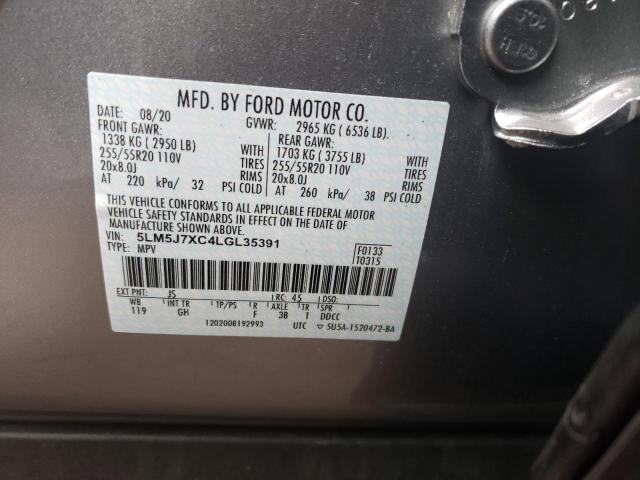 MFD. BY FORD MOTOR CO.
DATE: 08/20 GVWR: 2965 KG ( 6536 LB).
FRONT GAWR: REAR GAWR:
1338 KG ( 2950 LB) WITH 1703 KG ( 3755 LB) WITH
255/55R20 110V TIRES 255/55R20 110V TIRES
20x8.0J RIMS 20x8.0J RIMS
AT 220 kPa/ 32 PSI COLD AT 260 kPa/ 38 PSI COLD
THIS VEHICLE CONFORMS TO ALL APPLICABLE FEDERAL MOTOR
VEHICLE SAFETY STANDARDS IN EFFECT ON THE DATE OF
MANUFACTURE SHOWN ABOVE.
VIN: 5LM5J7XC4LGL35391 F0133
TYPE: MPV T0315
EXT PNT: JS RC: 45 DSO:
WB INT TR TP/PS R AXLE TR SPR
119 GH F 3B T DDCC
1202008192993 UTC ▽ 5U5A-1520472-BA